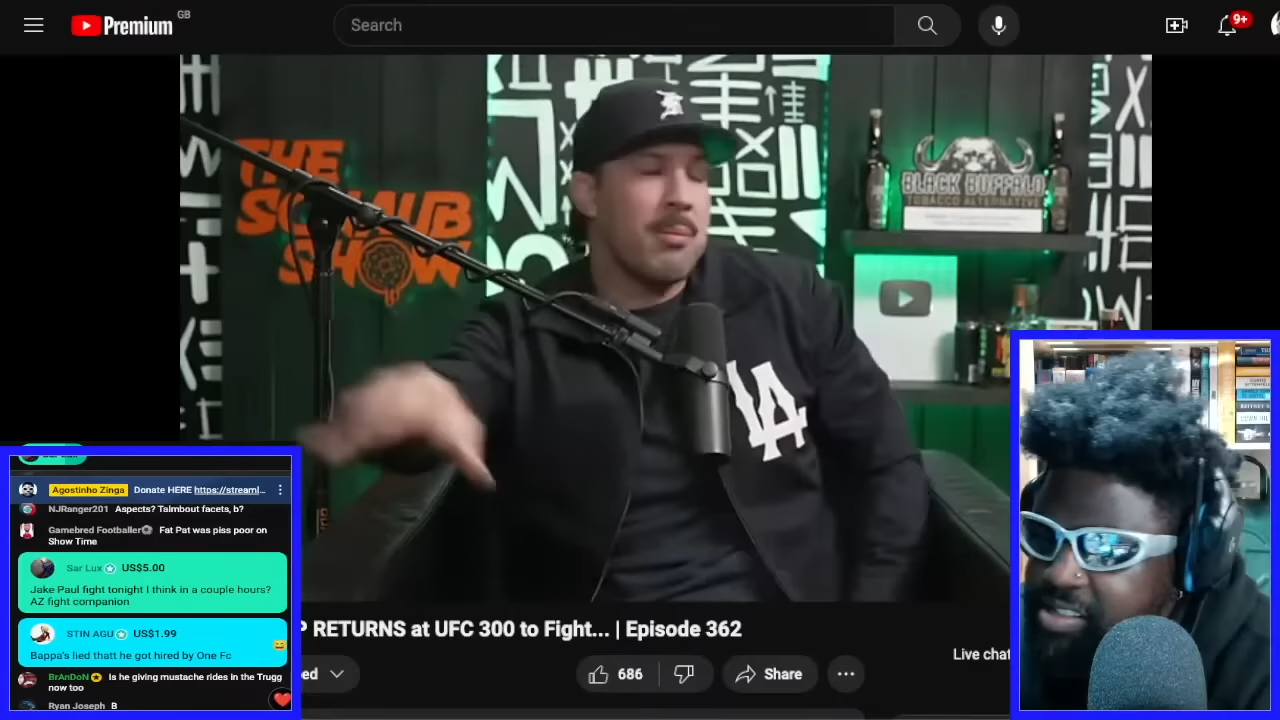 Premium
GB
Search
9+
THE
SCHAUB
SHOW
BLACK BUFFALO
TOBACCO ALTERNATIVE
LA
Agostinho Zinga Donate HERE https://streaml...
NJRanger201 Aspects? Talmbout facets, b?
Gamebred Footballer Fat Pat was piss poor on
Show Time
Sar Lux US$5.00
Jake Paul fight tonight I think in a couple hours?
AZ fight companion
STIN AGU US$1.99
Bappa's lied thatt he got hired by One Fc
BrAnDoN Is he giving mustache rides in the Trugg
now too
Ryan Joseph B
P RETURNS at UFC 300 to Fight... | Episode 362
ed
686
Share
Live chat